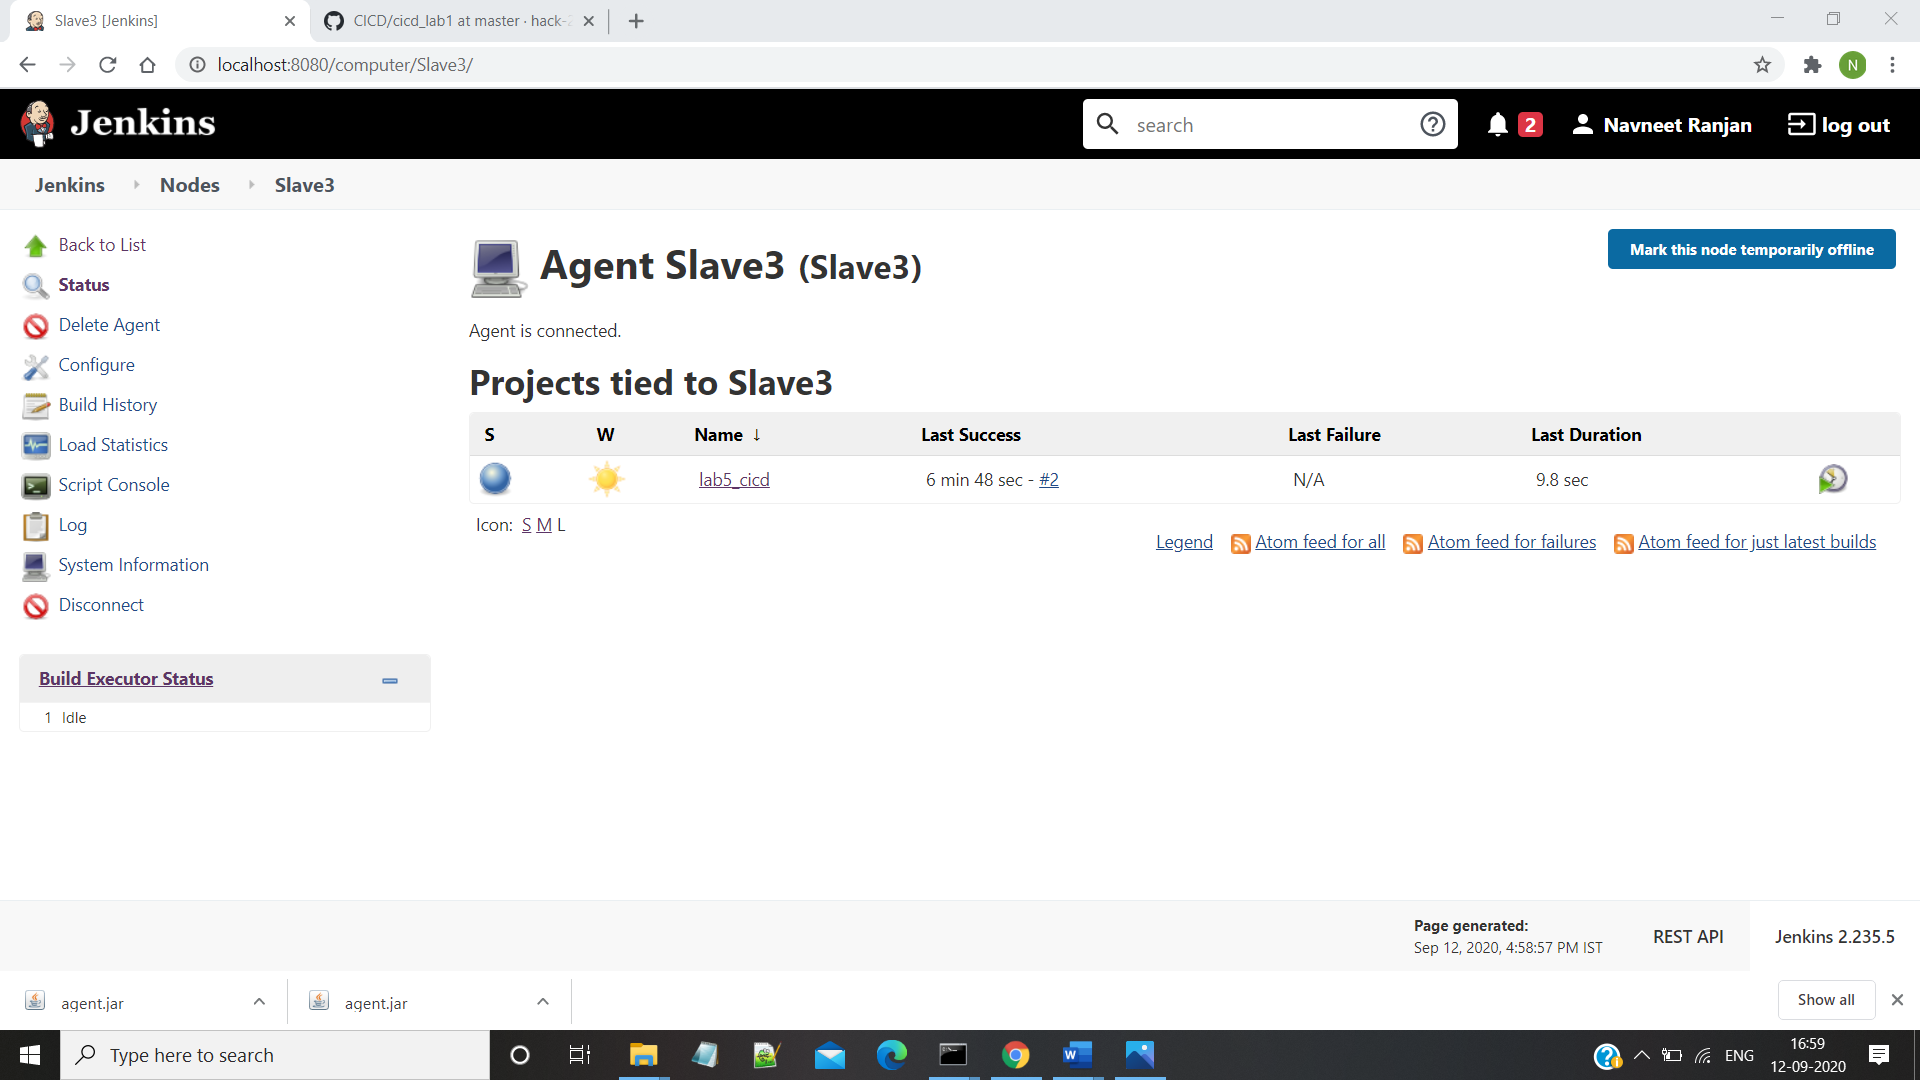 Slave3 [Jenkins]
CICD/cicd_lab1 at master · hack-2
localhost:8080/computer/Slave3/
N
Jenkins
search
2
Navneet Ranjan
log out
Jenkins
Nodes
Slave3
Back to List
Status
Delete Agent
Configure
Build History
Load Statistics
Script Console
Log
System Information
Disconnect
Build Executor Status
1 Idle
Agent Slave3 (Slave3)
Mark this node temporarily offline
Agent is connected.
Projects tied to Slave3
S W Name ↓ Last Success Last Failure Last Duration
lab5_cicd 6 min 48 sec - #2 N/A 9.8 sec
Icon: S M L
Legend Atom feed for all Atom feed for failures Atom feed for just latest builds
Page generated:
Sep 12, 2020, 4:58:57 PM IST
REST API
Jenkins 2.235.5
agent.jar
agent.jar
Show all
Type here to search
ENG
16:59
12-09-2020